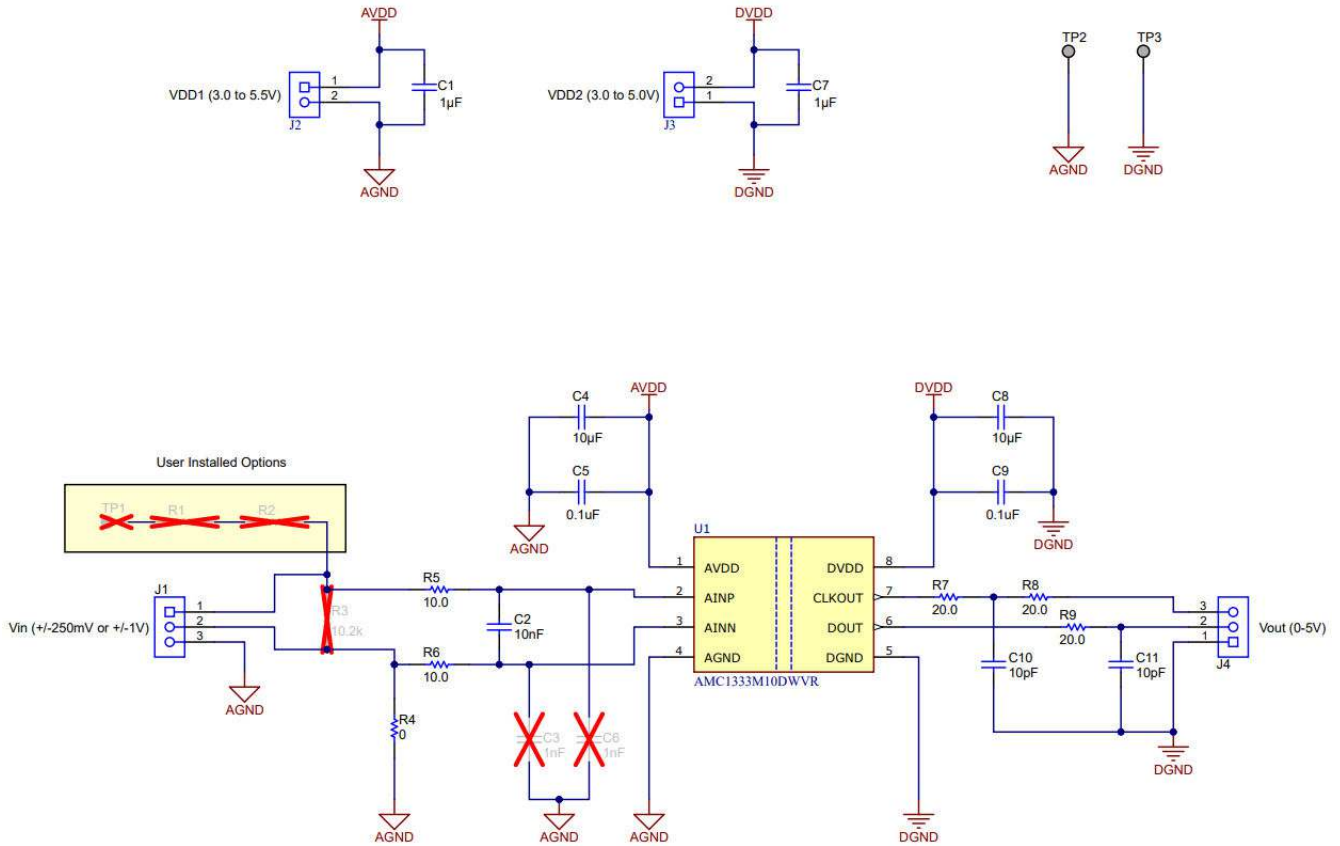 AVDD
VDD1 (3.0 to 5.5V)
1
2
J2
C1
1µF
AGND
DVDD
VDD2 (3.0 to 5.0V)
2
1
J3
C7
1µF
DGND
TP2
AGND
TP3
DGND
User Installed Options
TP1
R1
R2
J1
Vin (+/-250mV or +/-1V)
1
2
3
AGND
R3
10.2k
R4
0
AGND
R5
10.0
R6
10.0
C2
10nF
C3
1nF
C6
1nF
AGND
AVDD
C4
10µF
C5
0.1uF
AGND
U1
1
AVDD
2
AINP
3
AINN
4
AGND
DVDD
8
CLKOUT
7
DOUT
6
DGND
5
AMC1333M10DWVR
AGND
DGND
DVDD
C8
10µF
C9
0.1uF
DGND
R7
20.0
R8
20.0
R9
20.0
C10
10pF
C11
10pF
3
2
1
J4
Vout (0-5V)
DGND